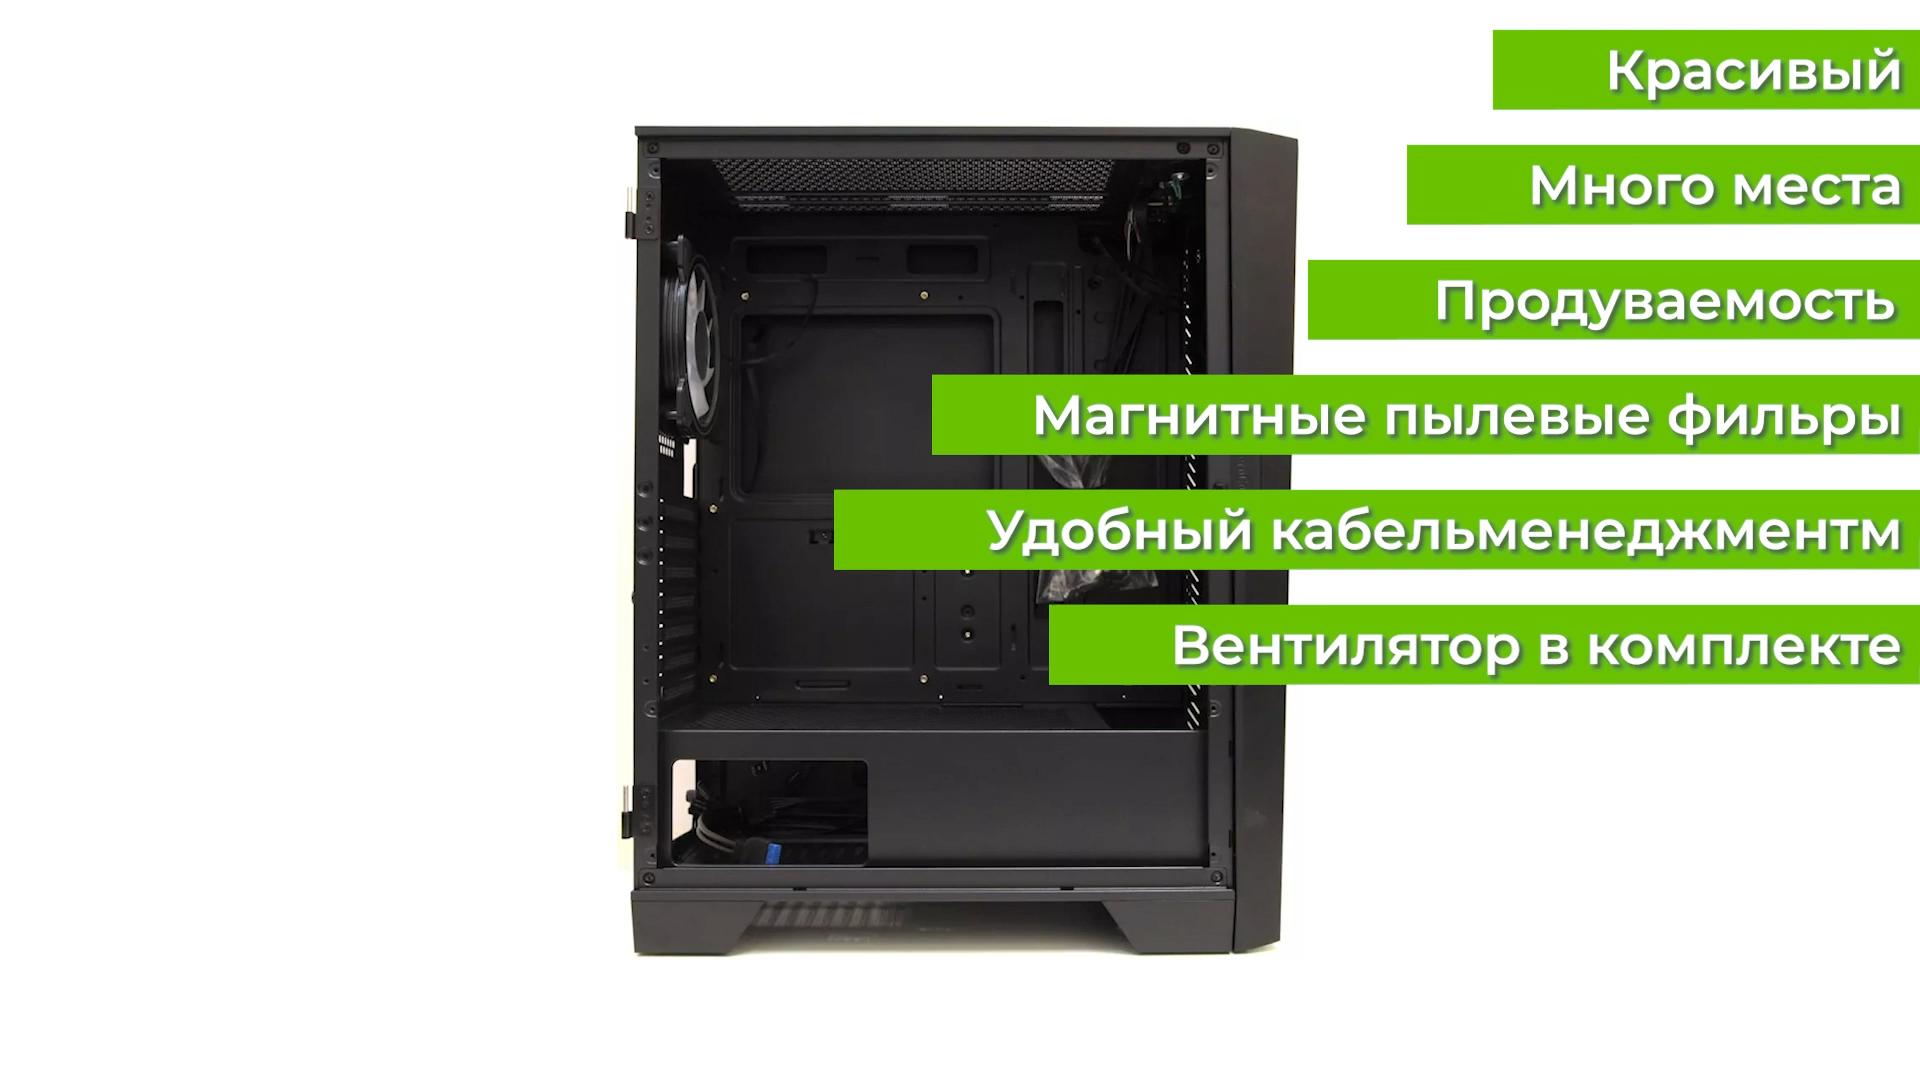 Красивый
Много места
Продуваемость
Магнитные пылевые фильры
Удобный кабельменеджментм
Вентилятор в комплекте